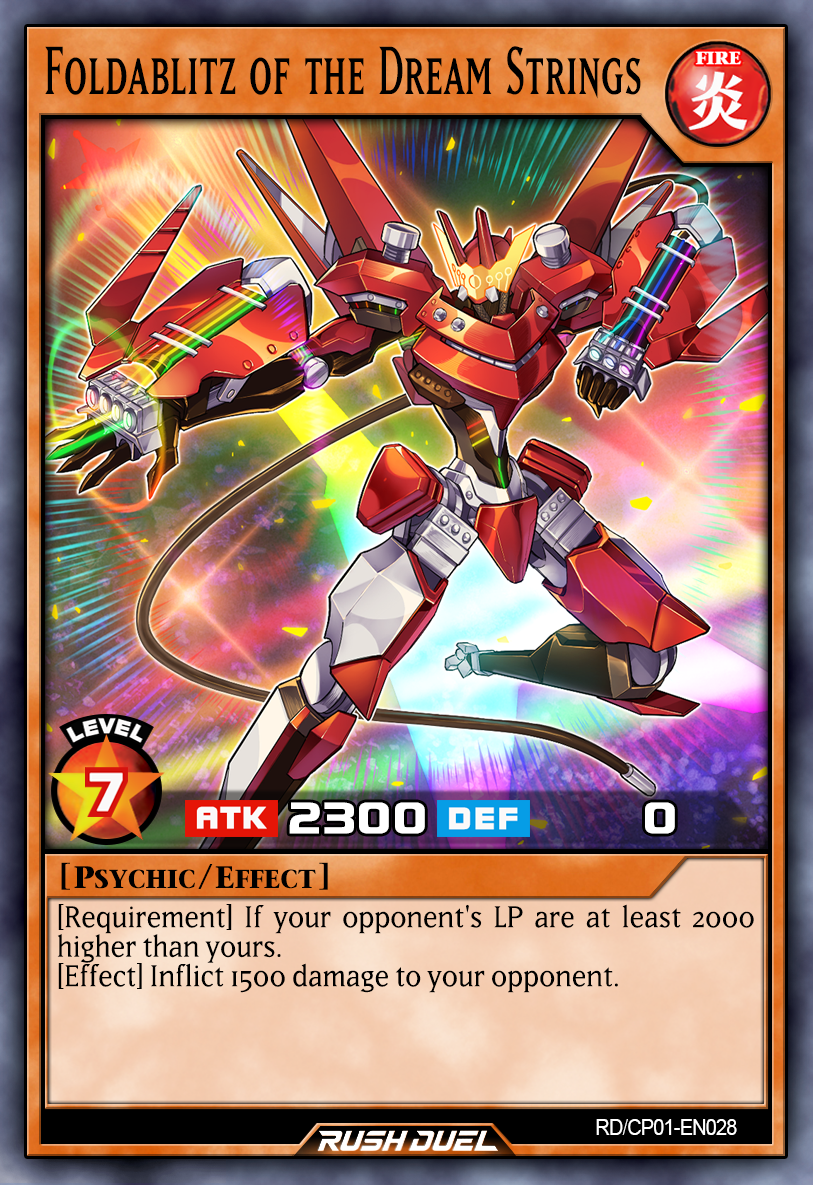 Foldablitz of the Dream Strings
FIRE
炎
LEVEL
7
ATK 2300 DEF 0
[Psychic/Effect]
[Requirement] If your opponent's LP are at least 2000
higher than yours.
[Effect] Inflict 1500 damage to your opponent.
RUSH DUEL
RD/CP01-EN028